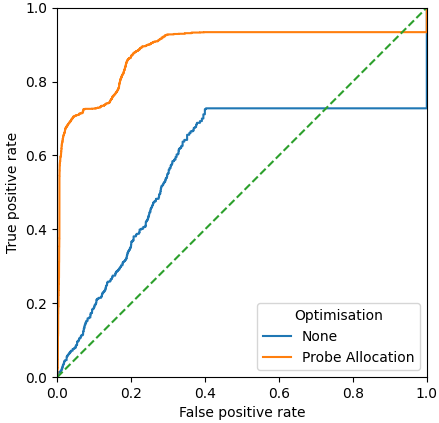 1.0
0.8
0.6
0.4
0.2
0.0
True positive rate
Optimisation
None
Probe Allocation
0.0 0.2 0.4 0.6 0.8 1.0
False positive rate